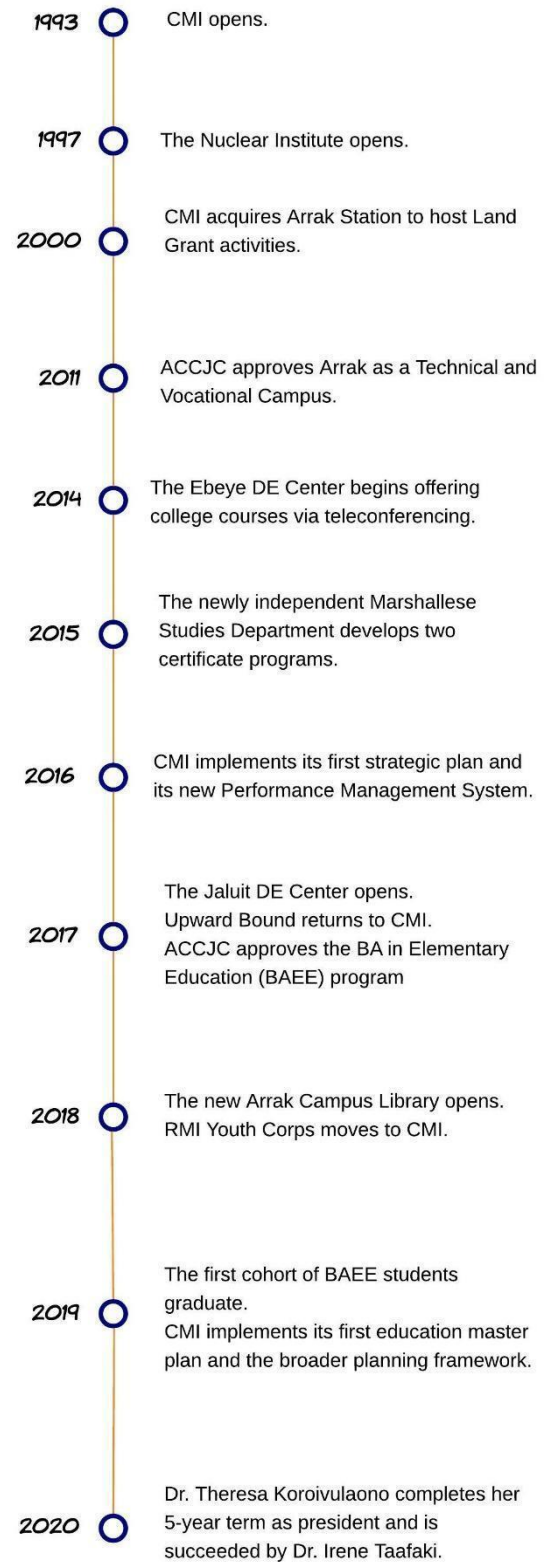 1993
CMI opens.
1997
The Nuclear Institute opens.
2000
CMI acquires Arrak Station to host Land
Grant activities.
2011
ACCJC approves Arrak as a Technical and
Vocational Campus.
2014
The Ebeye DE Center begins offering
college courses via teleconferencing.
2015
The newly independent Marshallese
Studies Department develops two
certificate programs.
2016
CMI implements its first strategic plan and
its new Performance Management System.
2017
The Jaluit DE Center opens.
Upward Bound returns to CMI.
ACCJC approves the BA in Elementary
Education (BAEE) program
2018
The new Arrak Campus Library opens.
RMI Youth Corps moves to CMI.
2019
The first cohort of BAEE students
graduate.
CMI implements its first education master
plan and the broader planning framework.
2020
Dr. Theresa Koroivulaono completes her
5-year term as president and is
succeeded by Dr. Irene Taafaki.